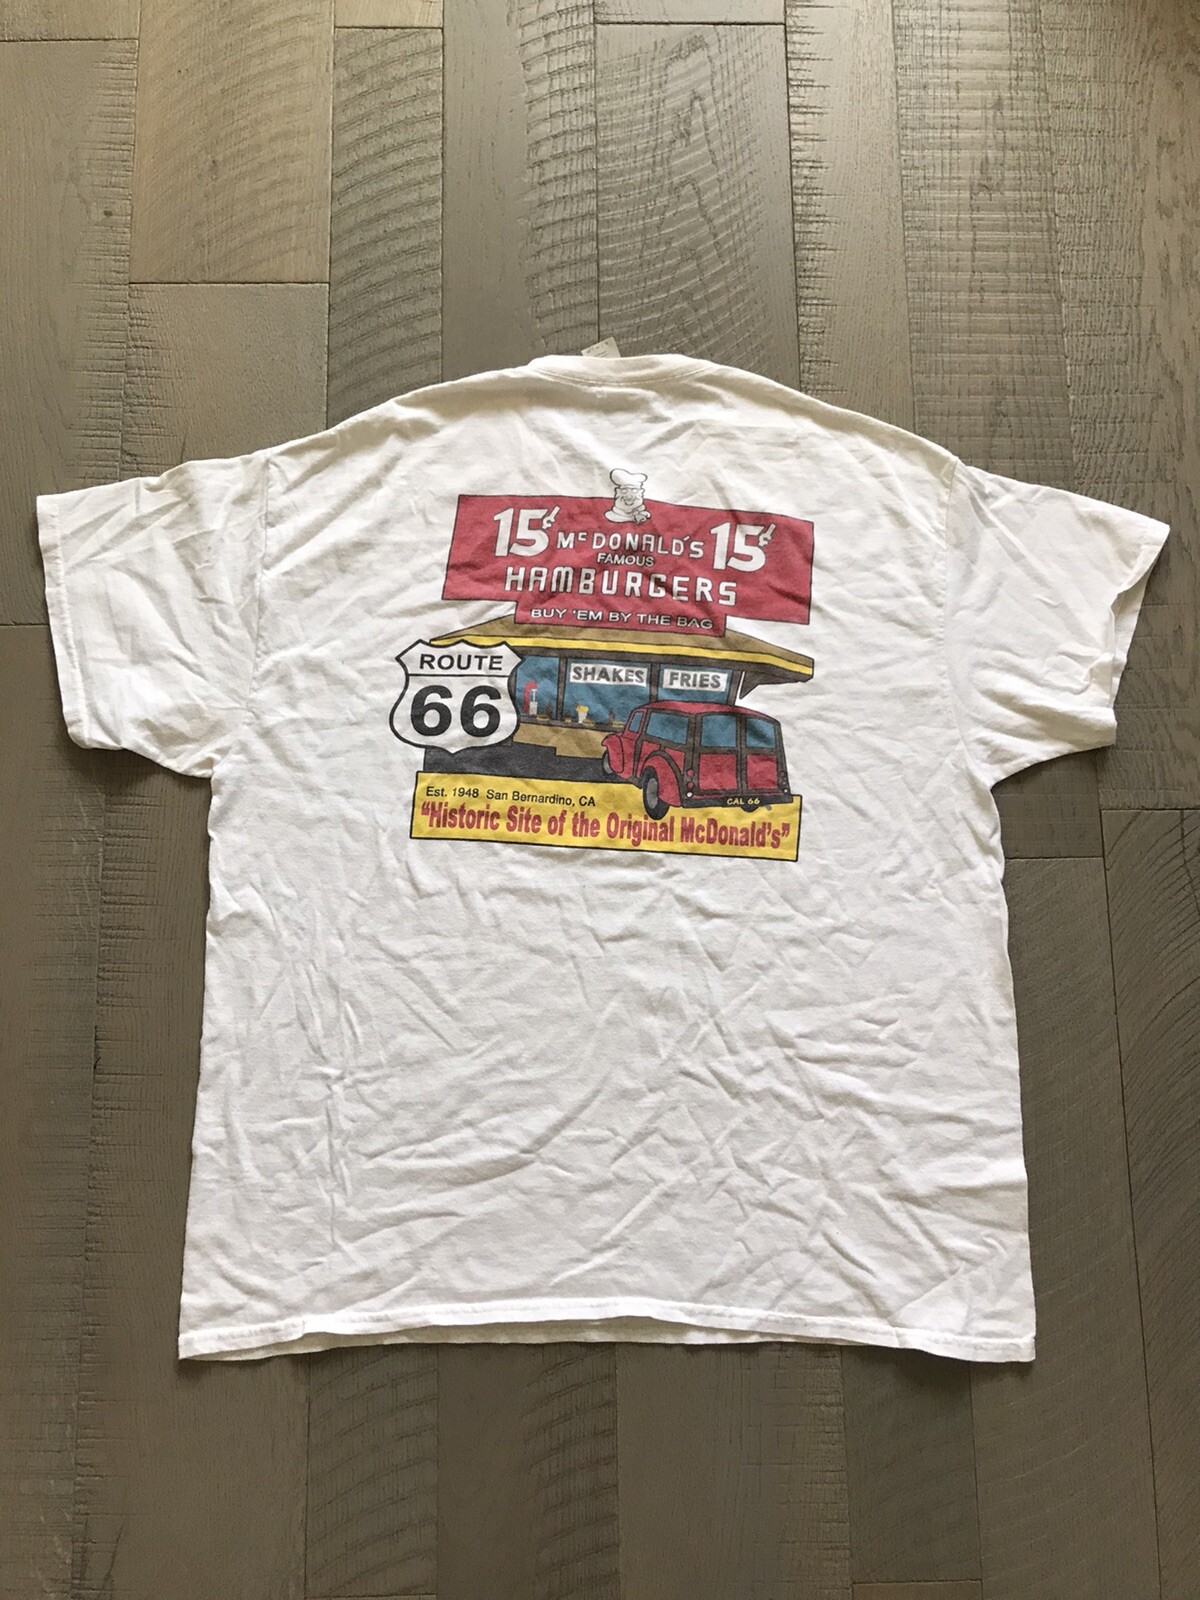 15¢ McDONALD'S 15¢
FAMOUS
HAMBURGERS
BUY 'EM BY THE BAG
ROUTE
66
SHAKES FRIES
CAL 66
Est. 1948 San Bernardino, CA
"Historic Site of the Original McDonald's"